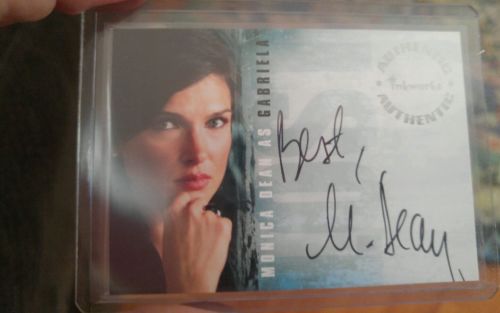 MONICA DEAN AS GABRIELA
AUTHENTIC
Inkworks
AUTHENTIC
Best,
M. Dean